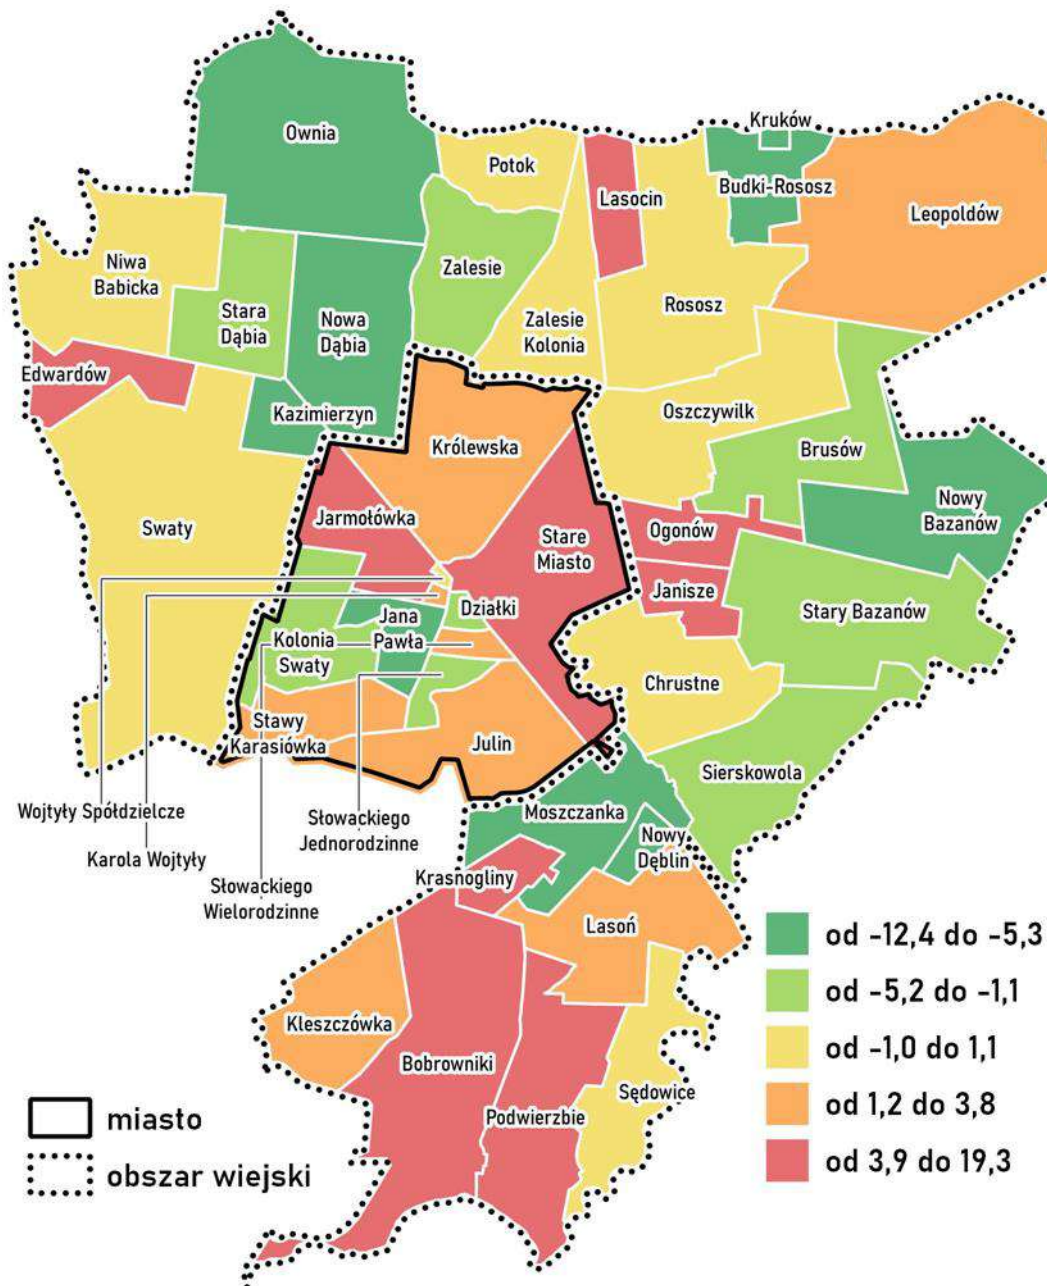 Kruków
Ownia
Potok
Lasocin
Budki-Rososz
Leopoldów
Niwa
Babicka
Zalesie
Stara
Dąbia
Nowa
Dąbia
Zalesie
Kolonia
Rososz
Edwardów
Kazimierzyn
Oszczywilk
Królewska
Brusów
Nowy
Bazanów
Swaty
Jarmołówka
Stare
Miasto
Ogonów
Janisze
Działki
Jana
Pawła
Stary Bazanów
Kolonia
Swaty
Chrustne
Stawy
Karasiówka
Julin
Sierskowola
Wojtyły Spółdzielcze
Karola Wojtyły
Słowackiego
Jednorodzinne
Słowackiego
Wielorodzinne
Moszczanka
Nowy
Dęblin
Krasnogliny
Lasoń
Kleszczówka
Bobrowniki
Podwierzbie
Sędowice
od -12,4 do -5,3
od -5,2 do -1,1
od -1,0 do 1,1
od 1,2 do 3,8
od 3,9 do 19,3
miasto
obszar wiejski